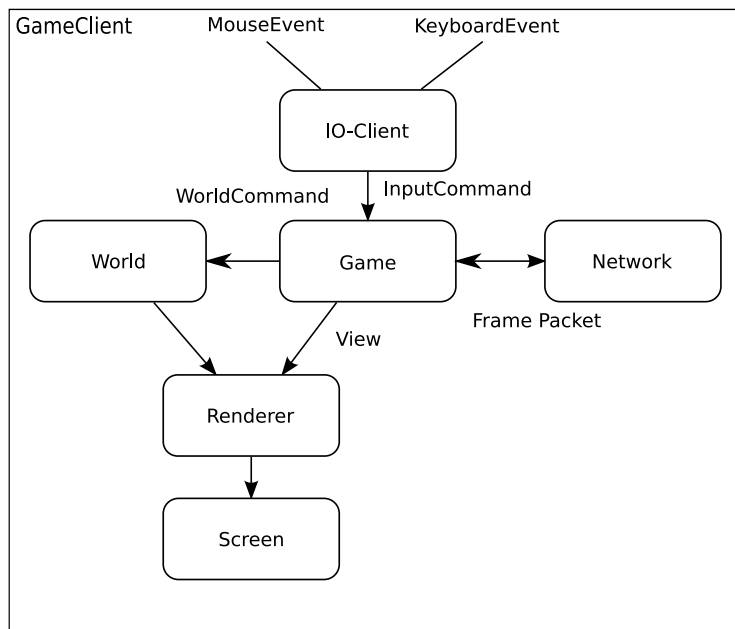 GameClient
MouseEvent
KeyboardEvent
IO-Client
WorldCommand
InputCommand
World
Game
Network
Frame Packet
View
Renderer
Screen